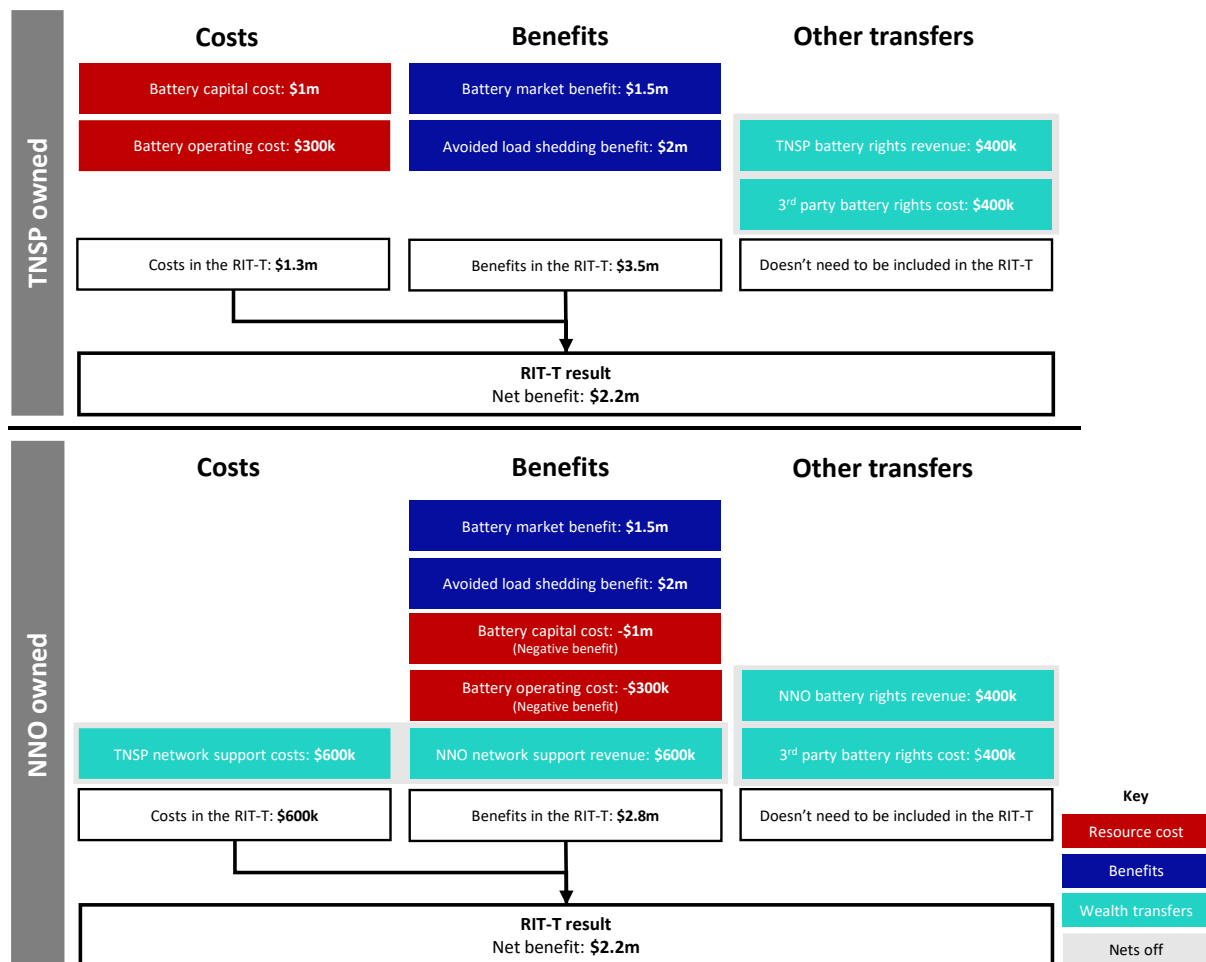 TNSP owned
Costs
Benefits
Other transfers
Battery capital cost: $1m
Battery market benefit: $1.5m
Battery operating cost: $300k
Avoided load shedding benefit: $2m
TNSP battery rights revenue: $400k
3rd party battery rights cost: $400k
Costs in the RIT-T: $1.3m
Benefits in the RIT-T: $3.5m
Doesn't need to be included in the RIT-T
RIT-T result
Net benefit: $2.2m
NNO owned
Costs
Benefits
Other transfers
Battery market benefit: $1.5m
Avoided load shedding benefit: $2m
Battery capital cost: -$1m
(Negative benefit)
Battery operating cost: -$300k
(Negative benefit)
NNO battery rights revenue: $400k
TNSP network support costs: $600k
NNO network support revenue: $600k
3rd party battery rights cost: $400k
Costs in the RIT-T: $600k
Benefits in the RIT-T: $2.8m
Doesn't need to be included in the RIT-T
RIT-T result
Net benefit: $2.2m
Key
Resource cost
Benefits
Wealth transfers
Nets off